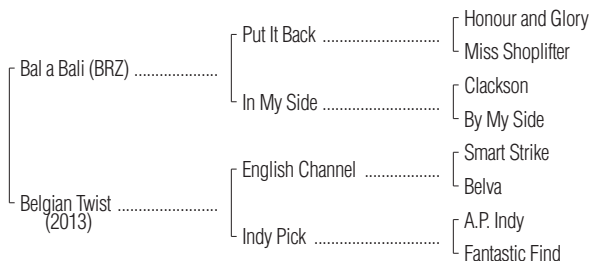 Honour and Glory
Put It Back ............................
Miss Shoplifter
Bal a Bali (BRZ) ....................
Clackson
In My Side ............................
By My Side
Smart Strike
English Channel ..................
Belva
Belgian Twist ........................
(2013)
A.P. Indy
Indy Pick ..............................
Fantastic Find